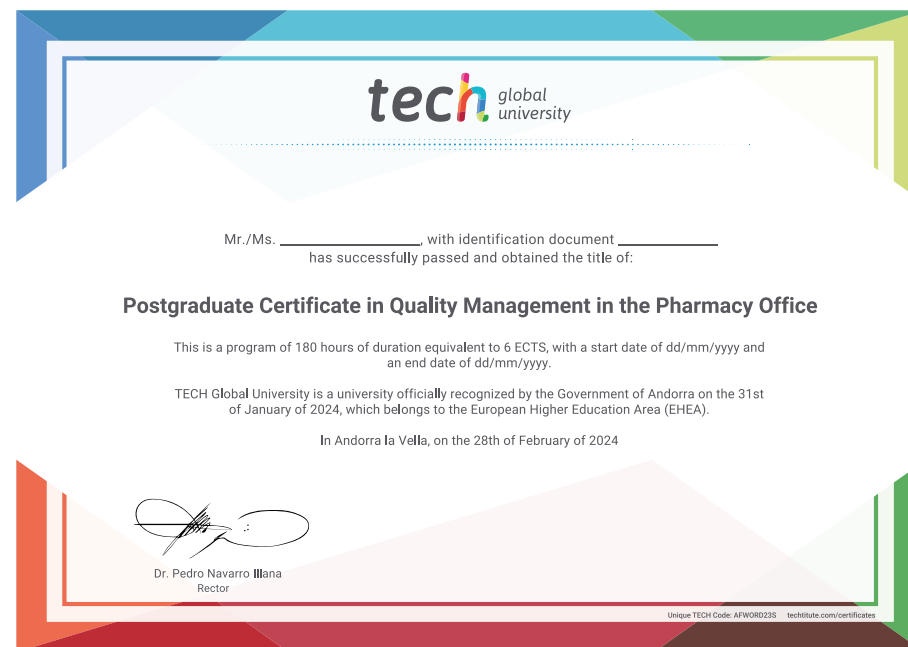 tech global university
Mr./Ms. ____________, with identification document ____________
has successfully passed and obtained the title of:
Postgraduate Certificate in Quality Management in the Pharmacy Office
This is a program of 180 hours of duration equivalent to 6 ECTS, with a start date of dd/mm/yyyy and
an end date of dd/mm/yyyy.
TECH Global University is a university officially recognized by the Government of Andorra on the 31st
of January of 2024, which belongs to the European Higher Education Area (EHEA).
In Andorra la Vella, on the 28th of February of 2024
Dr. Pedro Navarro Illana
Rector
Unique TECH Code: AFWORD23S techtitute.com/certificates